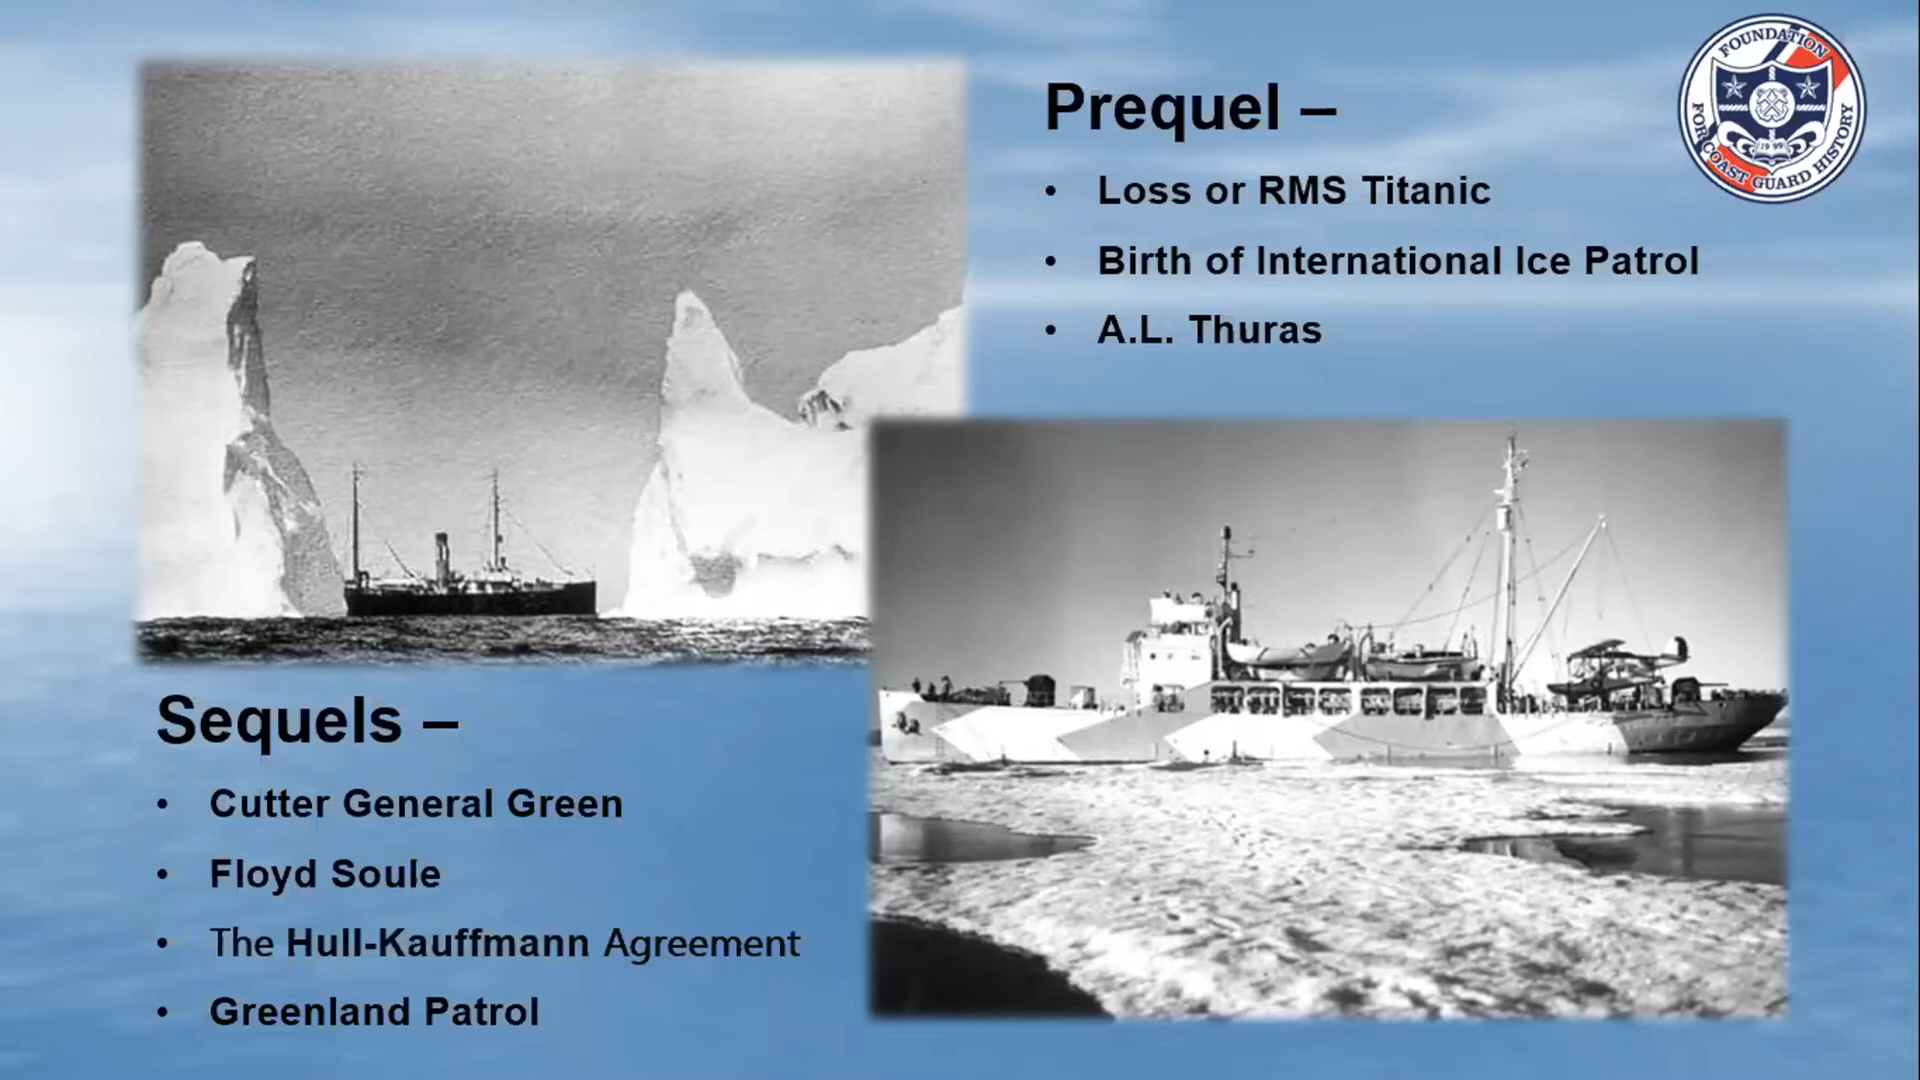 Prequel –
• Loss or RMS Titanic
• Birth of International Ice Patrol
• A.L. Thuras
FOUNDATION
FOR COAST GUARD HISTORY
1999
Sequels –
• Cutter General Green
• Floyd Soule
• The Hull-Kauffmann Agreement
• Greenland Patrol